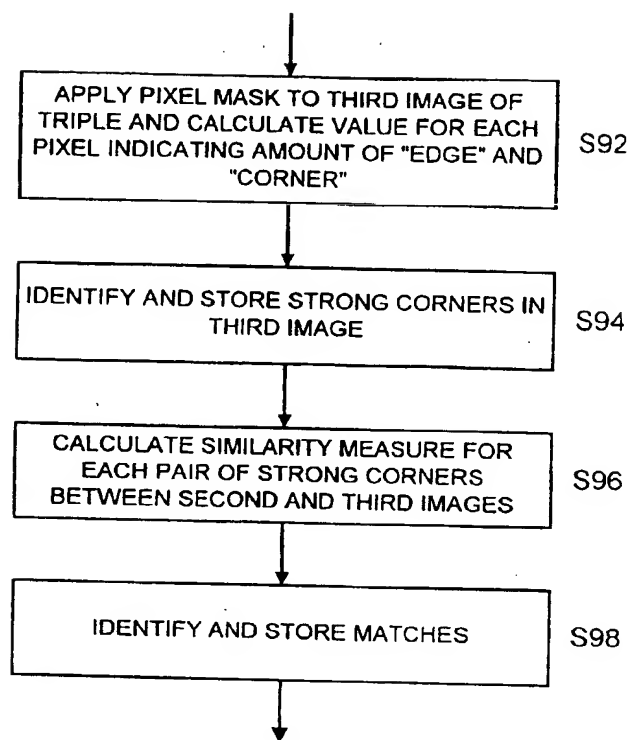 APPLY PIXEL MASK TO THIRD IMAGE OF
TRIPLE AND CALCULATE VALUE FOR EACH
PIXEL INDICATING AMOUNT OF "EDGE" AND
"CORNER"
S92
IDENTIFY AND STORE STRONG CORNERS IN
THIRD IMAGE
S94
CALCULATE SIMILARITY MEASURE FOR
EACH PAIR OF STRONG CORNERS
BETWEEN SECOND AND THIRD IMAGES
S96
IDENTIFY AND STORE MATCHES
S98